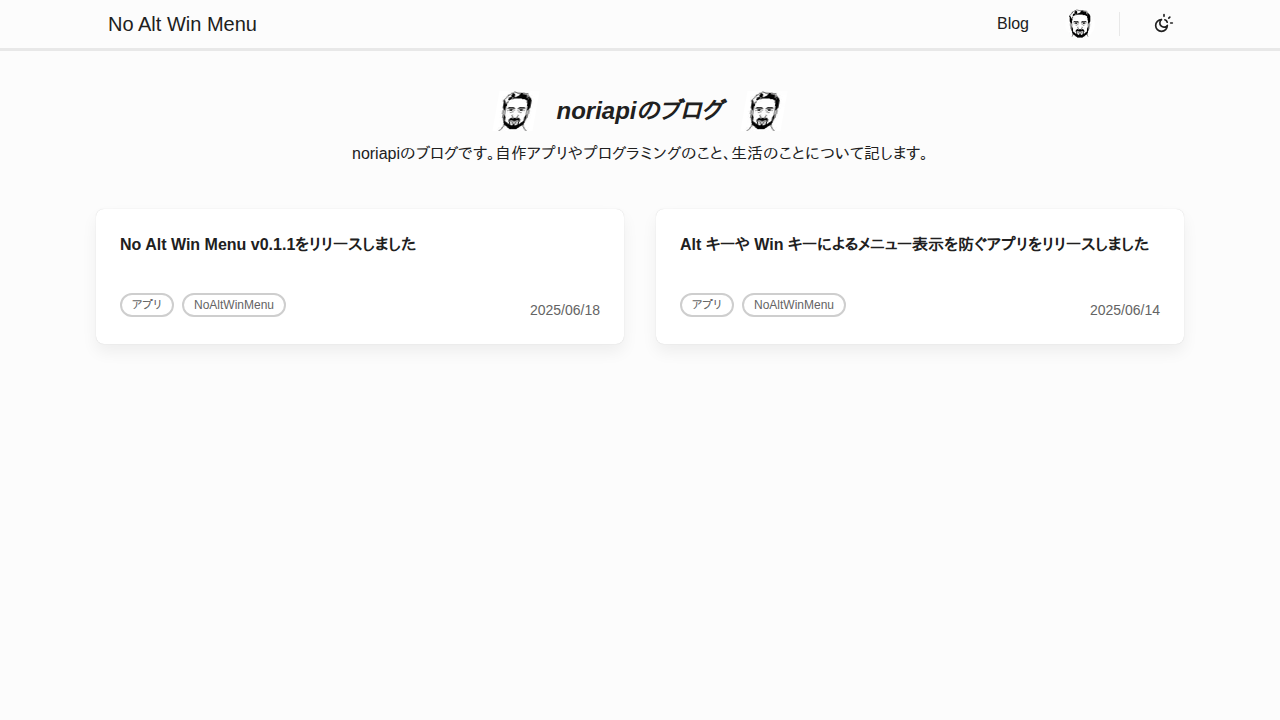 No Alt Win Menu
Blog
noriapiのブログ
noriapiのブログです。自作アプリやプログラミングのこと、生活のことについて記します。
No Alt Win Menu v0.1.1をリリースしました
アプリ
NoAltWinMenu
2025/06/18
Alt キーや Win キーによるメニュー表示を防ぐアプリをリリースしました
アプリ
NoAltWinMenu
2025/06/14